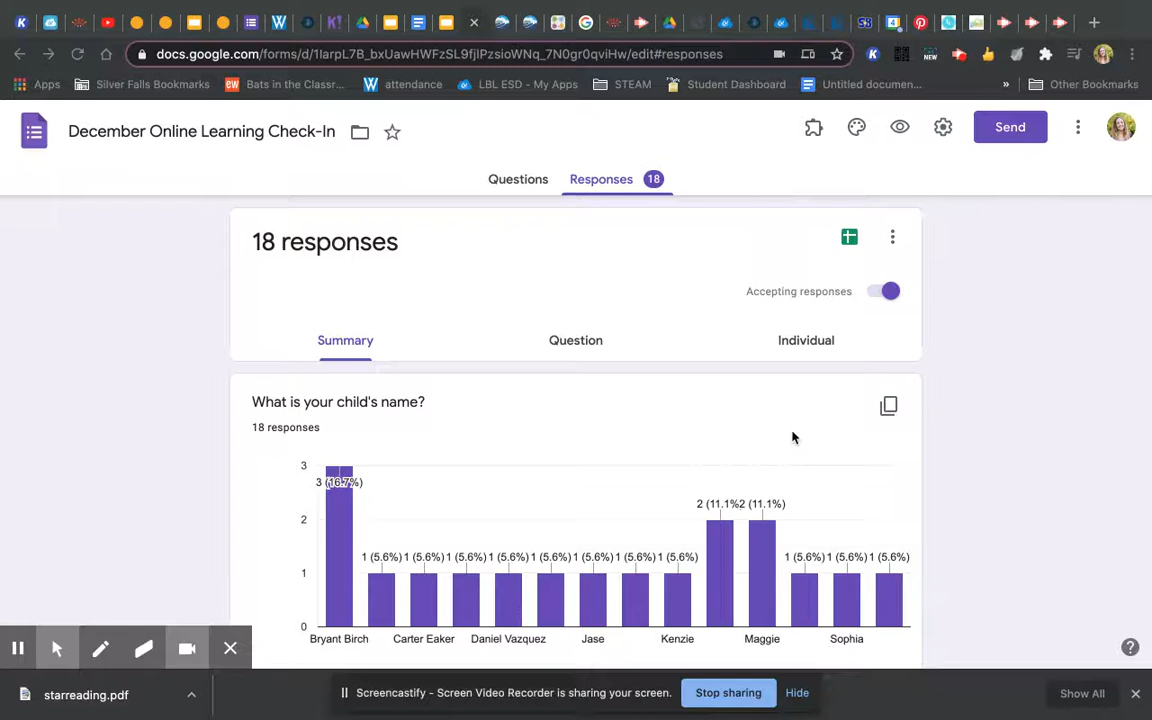 docs.google.com/forms/d/1IarpL7B_bxUawHWFzSL9fjlPzsioWNq_7N0gr0qviHw/edit#responses
Apps Silver Falls Bookmarks Bats in the Classr... attendance LBL ESD - My Apps STEAM Student Dashboard Untitled documen... » Other Bookmarks
December Online Learning Check-In
Send
Questions Responses 18
18 responses
Accepting responses
Summary Question Individual
What is your child's name?
18 responses
3
3 (16.7%)
2 (11.1%2 (11.1%)
2
1 (5.6%) 1 (5.6%) 1 (5.6%) 1 (5.6%) 1 (5.6%) 1 (5.6%) 1 (5.6%) 1 (5.6%) 1 (5.6%) 1 (5.6%) 1 (5.6%)
1
0
Bryant Birch Carter Eaker Daniel Vazquez Jase Kenzie Maggie Sophia
starreading.pdf
Screencastify - Screen Video Recorder is sharing your screen. Stop sharing Hide
Show All